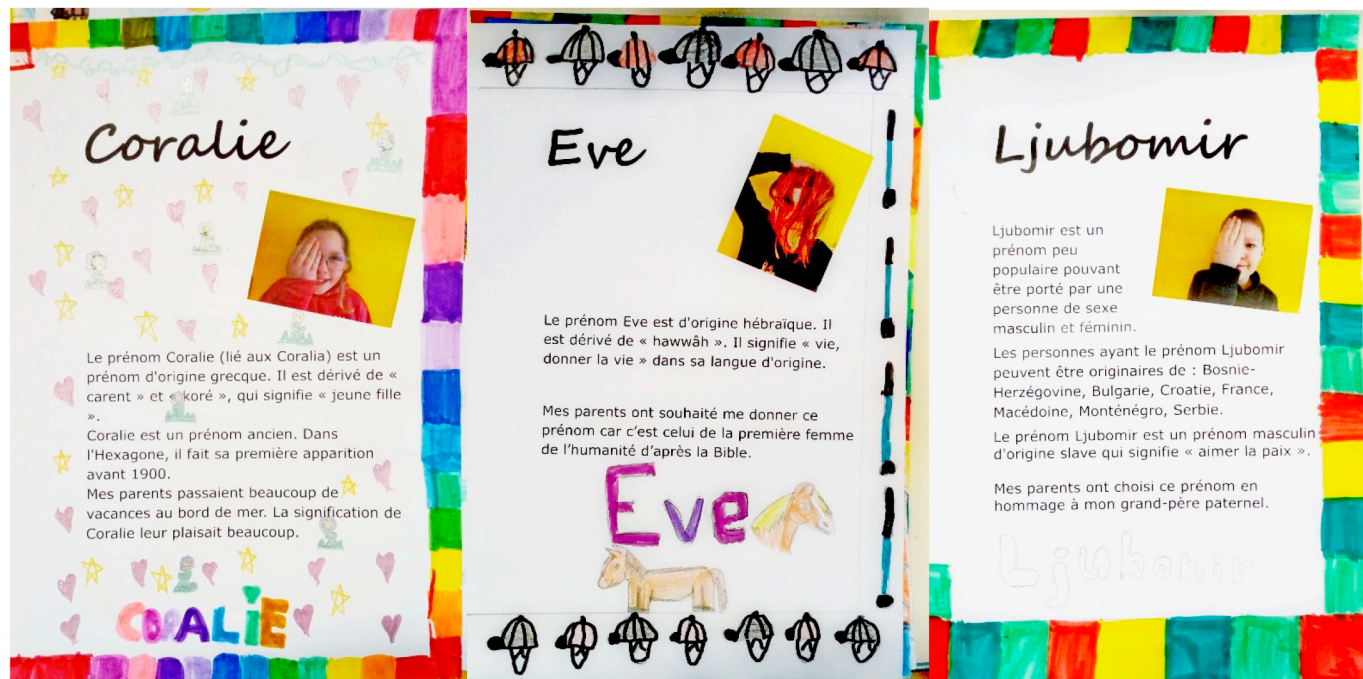 Coralie
Le prénom Coralie (lié aux Coralia) est un
prénom d'origine grecque. Il est dérivé de «
carent » et « koré », qui signifie « jeune fille
».
Coralie est un prénom ancien. Dans
l'Hexagone, il fait sa première apparition
avant 1900.
Mes parents passaient beaucoup de
vacances au bord de mer. La signification de
Coralie leur plaisait beaucoup.
CORALIE
Eve
Le prénom Eve est d'origine hébraïque. Il
est dérivé de « hawwâh ». Il signifie « vie,
donner la vie » dans sa langue d'origine.
Mes parents ont souhaité me donner ce
prénom car c'est celui de la première femme
de l'humanité d'après la Bible.
Eve
Ljubomir
Ljubomir est un
prénom peu
populaire pouvant
être porté par une
personne de sexe
masculin et féminin.
Les personnes ayant le prénom Ljubomir
peuvent être originaires de : Bosnie-
Herzégovine, Bulgarie, Croatie, France,
Macédoine, Monténégro, Serbie.
Le prénom Ljubomir est un prénom masculin
d'origine slave qui signifie « aimer la paix ».
Mes parents ont choisi ce prénom en
hommage à mon grand-père paternel.
Ljubomir